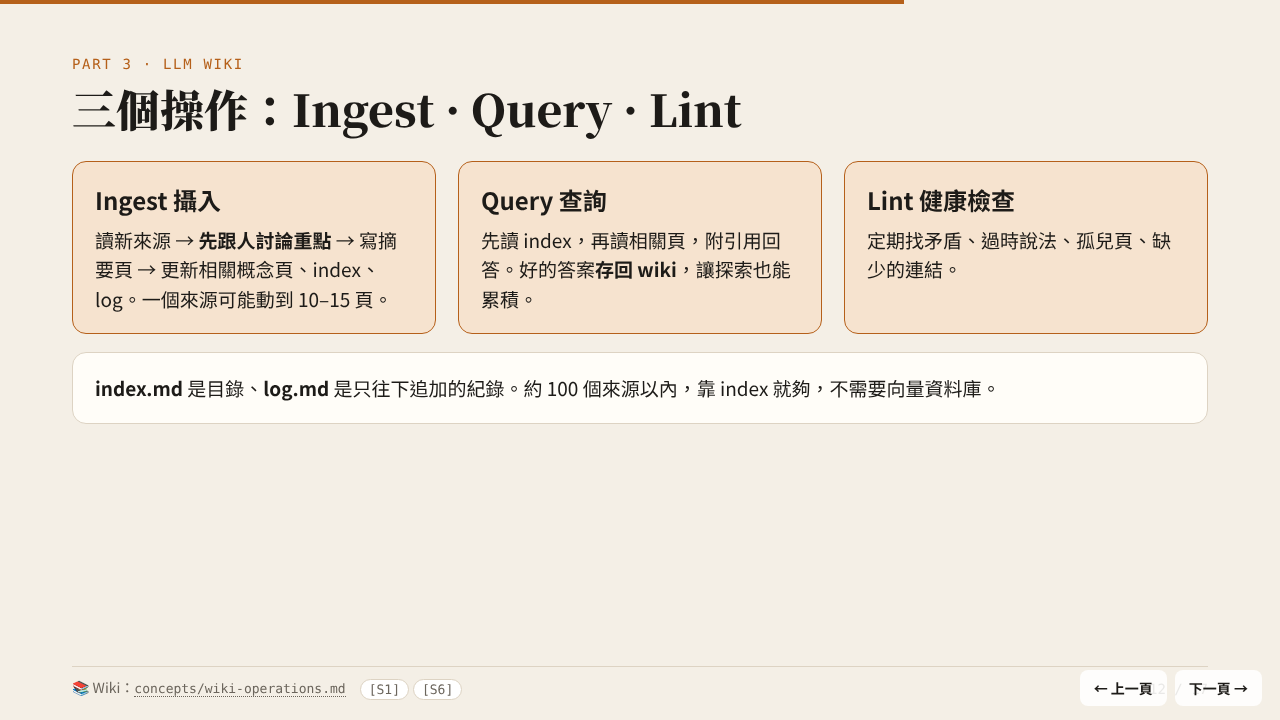 PART 3 · LLM WIKI
三個操作：Ingest · Query · Lint
Ingest 攝入
讀新來源 → 先跟人討論重點 → 寫摘
要頁 → 更新相關概念頁、index、
log。一個來源可能動到 10–15 頁。
Query 查詢
先讀 index，再讀相關頁，附引用回
答。好的答案存回 wiki，讓探索也能
累積。
Lint 健康檢查
定期找矛盾、過時說法、孤兒頁、缺
少的連結。
index.md 是目錄、log.md 是只往下追加的紀錄。約 100 個來源以內，靠 index 就夠，不需要向量資料庫。
📚 Wiki：concepts/wiki-operations.md [S1] [S6]
← 上一頁 下一頁 →